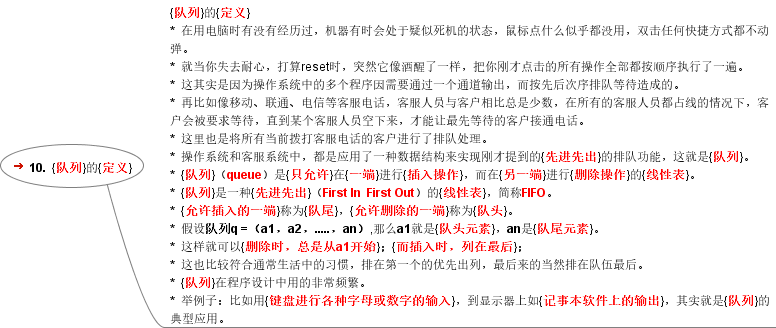 {队列}的{定义}
* 在用电脑时有没有经历过，机器有时会处于疑似死机的状态，鼠标点什么似乎都没用，双击任何快捷方式都不动
弹。
* 就当你失去耐心，打算reset时，突然它像酒醒了一样，把你刚才点击的所有操作全部都按顺序执行了一遍。
* 这其实是因为操作系统中的多个程序因需要通过一个通道输出，而按先后次序排队等待造成的。
* 再比如像移动、联通、电信等客服电话，客服人员与客户相比总是少数，在所有的客服人员都占线的情况下，客
户会被要求等待，直到某个客服人员空下来，才能让最先等待的客户接通电话。
* 这里也是将所有当前拨打客服电话的客户进行了排队处理。
* 操作系统和客服系统中，都是应用了一种数据结构来实现刚才提到的{先进先出}的排队功能，这就是{队列}。
* {队列}（queue）是{只允许}在{一端}进行{插入操作}，而在{另一端}进行{删除操作}的{线性表}。
* {队列}是一种{先进先出}（First In First Out）的{线性表}，简称FIFO。
* {允许插入的一端}称为{队尾}，{允许删除的一端}称为{队头}。
* 假设队列q =（a1，a2，.....，an）,那么a1就是{队头元素}，an是{队尾元素}。
* 这样就可以{删除时，总是从a1开始}；{而插入时，列在最后}；
* 这也比较符合通常生活中的习惯，排在第一个的优先出列，最后来的当然排在队伍最后。
* {队列}在程序设计中用的非常频繁。
* 举例子：比如用{键盘进行各种字母或数字的输入}，到显示器上如{记事本软件上的输出}，其实就是{队列}的
典型应用。
➔ 10. {队列}的{定义}